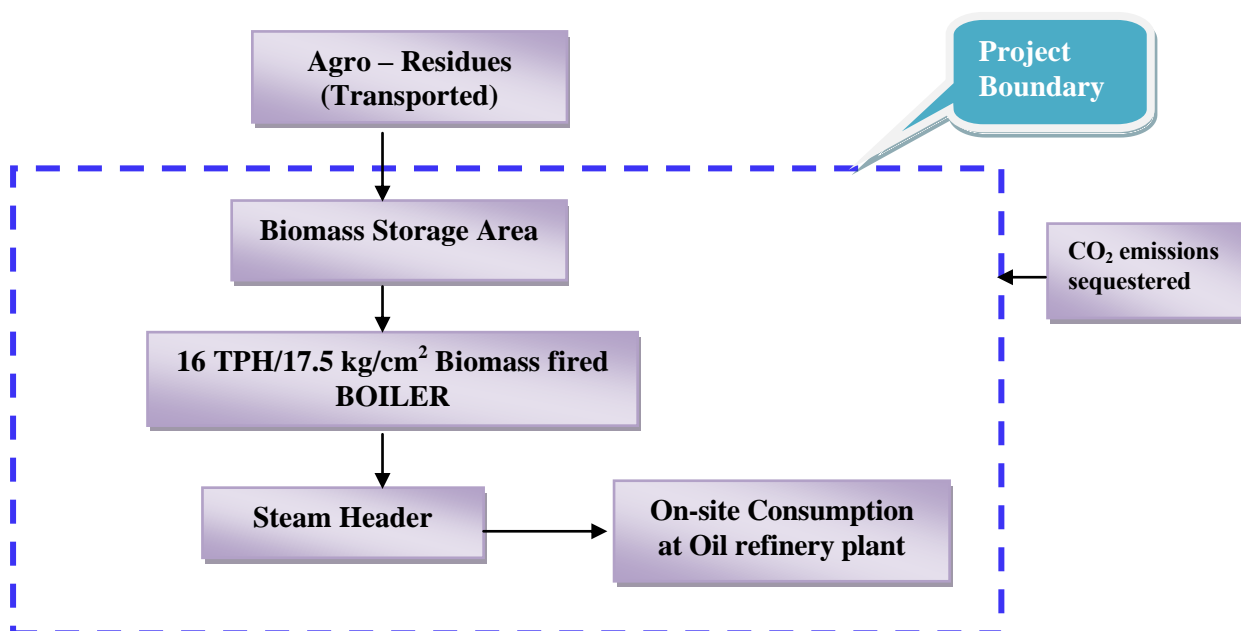 Agro – Residues
(Transported)
Project
Boundary
Biomass Storage Area
CO₂ emissions
sequestered
16 TPH/17.5 kg/cm² Biomass fired
BOILER
Steam Header
On-site Consumption
at Oil refinery plant